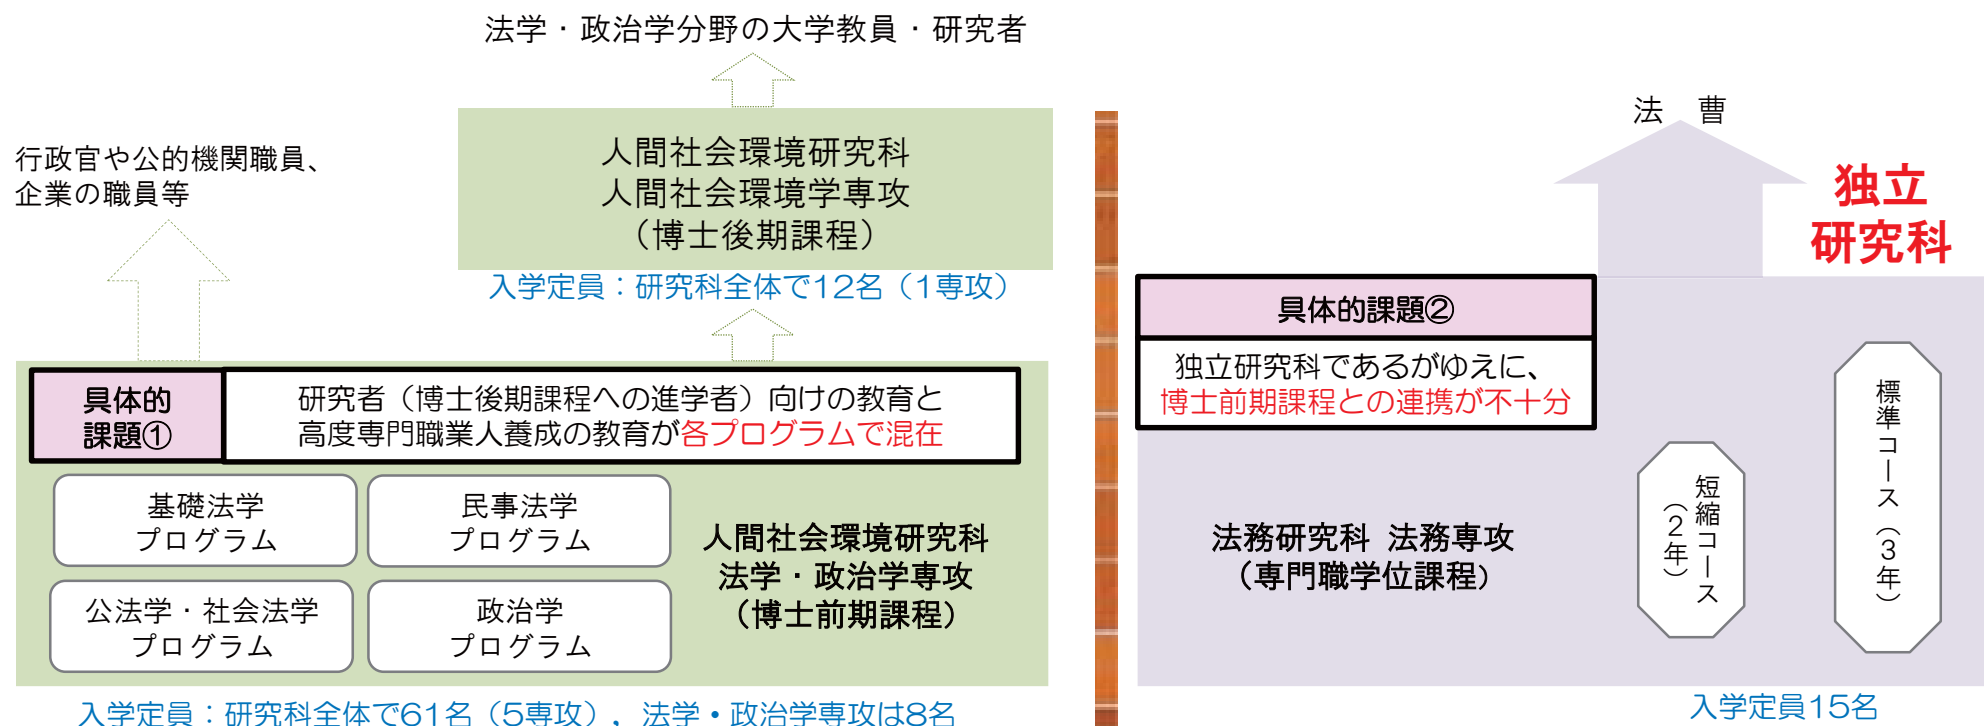 法学・政治学分野の大学教員・研究者
人間社会環境研究科
人間社会環境学専攻
（博士後期課程）
入学定員：研究科全体で12名（1専攻）
行政官や公的機関職員、
企業の職員等
具体的
課題①
研究者（博士後期課程への進学者）向けの教育と
高度専門職業人養成の教育が各プログラムで混在
基礎法学
プログラム
民事法学
プログラム
公法学・社会法学
プログラム
政治学
プログラム
人間社会環境研究科
法学・政治学専攻
（博士前期課程）
入学定員：研究科全体で61名（5専攻），法学・政治学専攻は8名
法　曹
独立
研究科
具体的課題②
独立研究科であるがゆえに、
博士前期課程との連携が不十分
法務研究科 法務専攻
（専門職学位課程）
短縮コース
（2年）
標準コース（3年）
入学定員15名